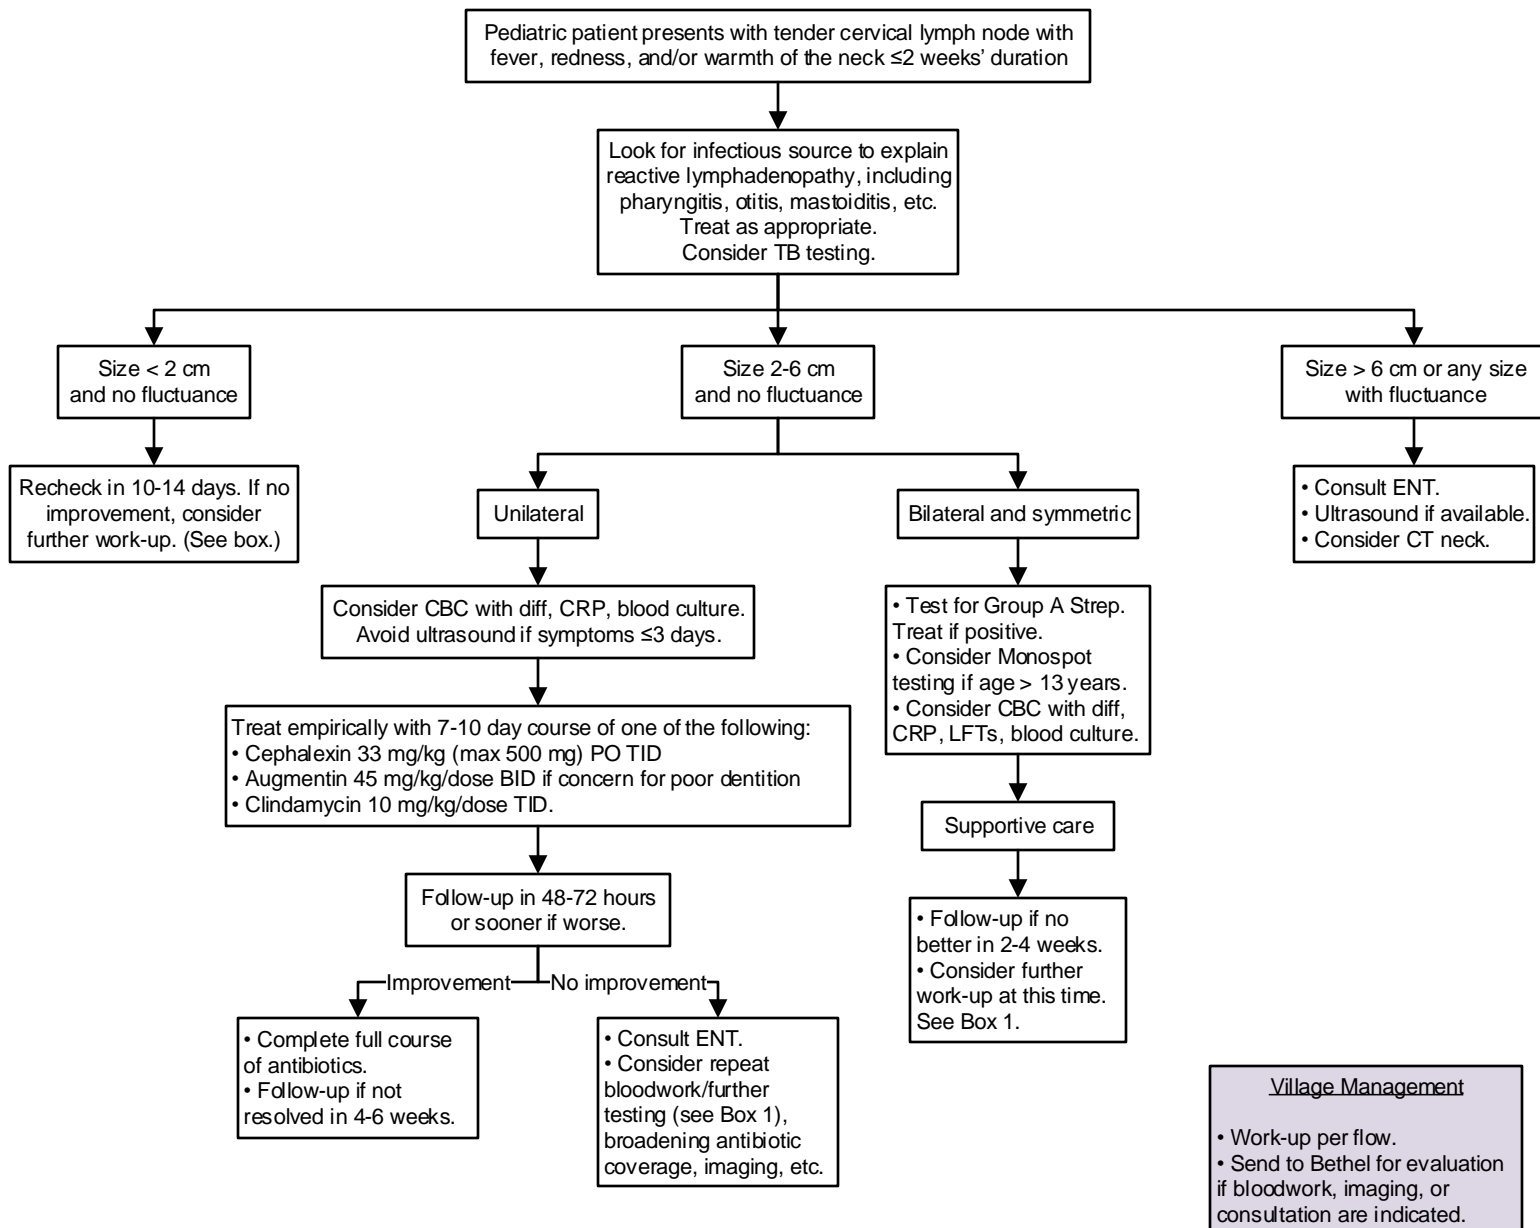 Pediatric patient presents with tender cervical lymph node with
fever, redness, and/or warmth of the neck ≤2 weeks’ duration
Look for infectious source to explain
reactive lymphadenopathy, including
pharyngitis, otitis, mastoiditis, etc.
Treat as appropriate.
Consider TB testing.
Size < 2 cm
and no fluctuance
Size 2-6 cm
and no fluctuance
Size > 6 cm or any size
with fluctuance
Recheck in 10-14 days. If no
improvement, consider
further work-up. (See box.)
Unilateral
Bilateral and symmetric
• Consult ENT.
• Ultrasound if available.
• Consider CT neck.
Consider CBC with diff, CRP, blood culture.
Avoid ultrasound if symptoms ≤3 days.
• Test for Group A Strep.
Treat if positive.
• Consider Monospot
testing if age > 13 years.
• Consider CBC with diff,
CRP, LFTs, blood culture.
Treat empirically with 7-10 day course of one of the following:
• Cephalexin 33 mg/kg (max 500 mg) PO TID
• Augmentin 45 mg/kg/dose BID if concern for poor dentition
• Clindamycin 10 mg/kg/dose TID.
Supportive care
Follow-up in 48-72 hours
or sooner if worse.
• Follow-up if no
better in 2-4 weeks.
• Consider further
work-up at this time.
See Box 1.
Improvement
No improvement
• Complete full course
of antibiotics.
• Follow-up if not
resolved in 4-6 weeks.
• Consult ENT.
• Consider repeat
bloodwork/further
testing (see Box 1),
broadening antibiotic
coverage, imaging, etc.
Village Management
• Work-up per flow.
• Send to Bethel for evaluation
if bloodwork, imaging, or
consultation are indicated.